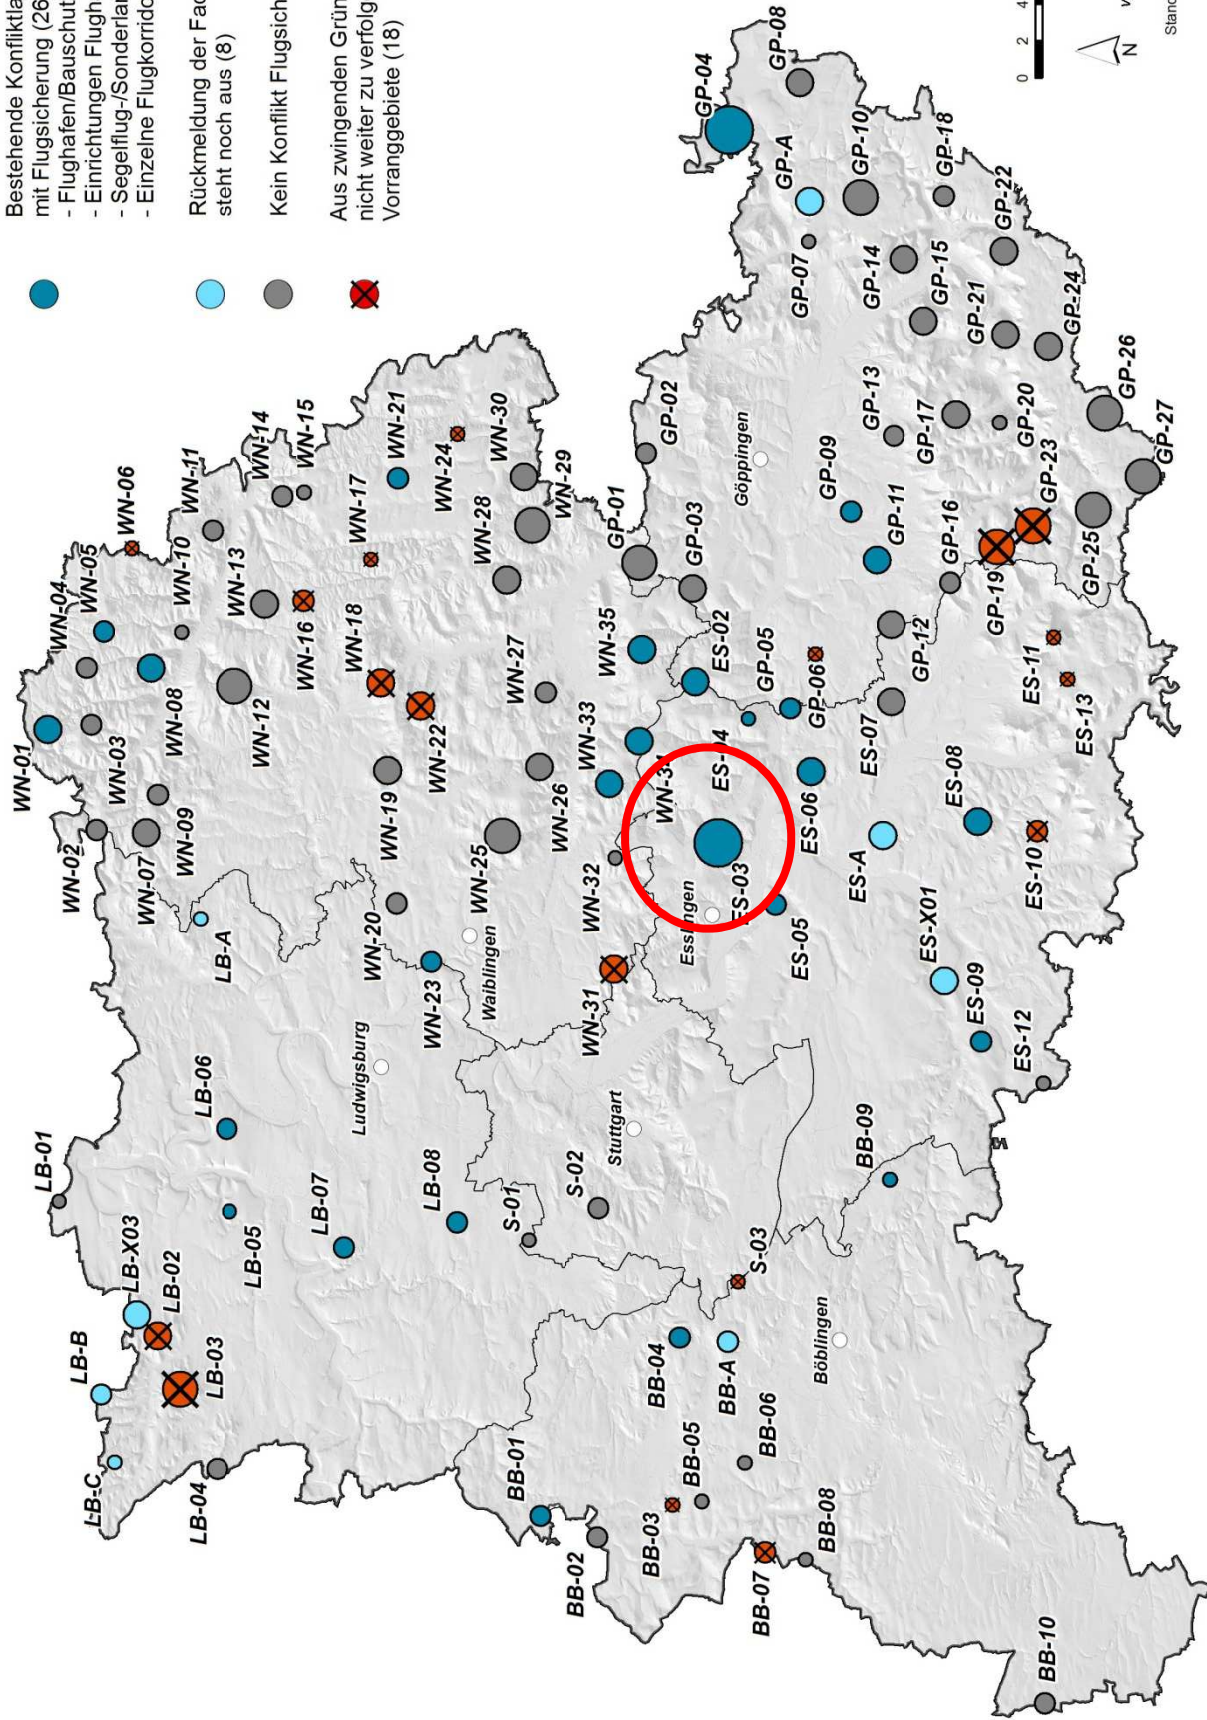 Bestehende Konfliktla
mit Flugsicherung (26
- Flughafen/Bauschut
- Einrichtungen Flugh
- Segelflug-/Sonderlan
- Einzelne Flugkorrido
Rückmeldung der Fac
steht noch aus (8)
Kein Konflikt Flugsich
Aus zwingenden Grün
nicht weiter zu verfolg
Vorranggebiete (18)
0 2 4
N
Stand
LB-C
LB-B
LB-X03
LB-02
LB-03
LB-04
LB-01
LB-05
LB-06
LB-07
LB-08
LB-A
Ludwigsburg
WN-01
WN-02
WN-03
WN-04
WN-05
WN-06
WN-07
WN-08
WN-09
WN-10
WN-11
WN-12
WN-13
WN-14
WN-15
WN-16
WN-17
WN-18
WN-19
WN-20
WN-21
WN-22
WN-23
WN-24
WN-25
WN-26
WN-27
WN-28
WN-29
WN-30
WN-31
WN-32
WN-33
WN-34
WN-35
Waiblingen
S-01
S-02
S-03
Stuttgart
BB-01
BB-02
BB-03
BB-04
BB-05
BB-06
BB-07
BB-08
BB-09
BB-10
BB-A
Böblingen
ES-02
ES-03
ES-04
ES-05
ES-06
ES-07
ES-08
ES-09
ES-10
ES-11
ES-12
ES-13
ES-A
ES-X01
Esslingen
GP-01
GP-02
GP-03
GP-04
GP-05
GP-06
GP-07
GP-08
GP-09
GP-10
GP-11
GP-12
GP-13
GP-14
GP-15
GP-16
GP-17
GP-18
GP-19
GP-20
GP-21
GP-22
GP-23
GP-24
GP-25
GP-26
GP-27
GP-A
Göppingen